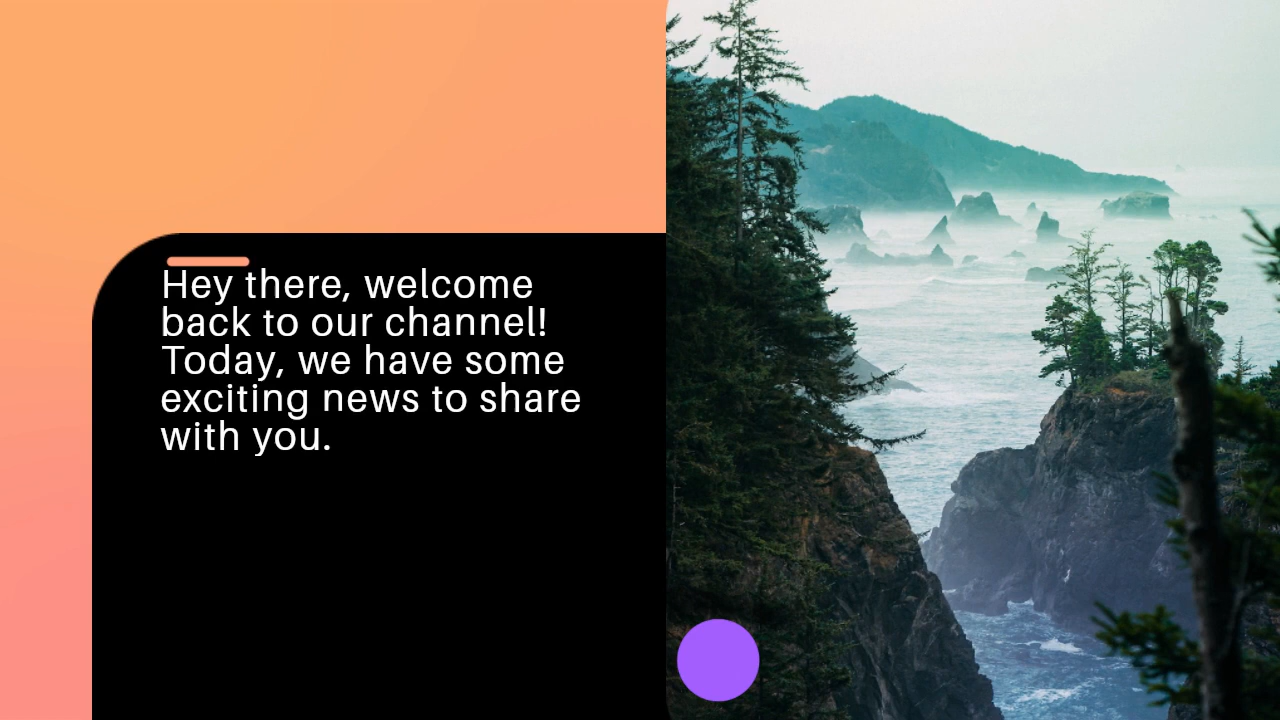 Hey there, welcome
back to our channel!
Today, we have some
exciting news to share
with you.